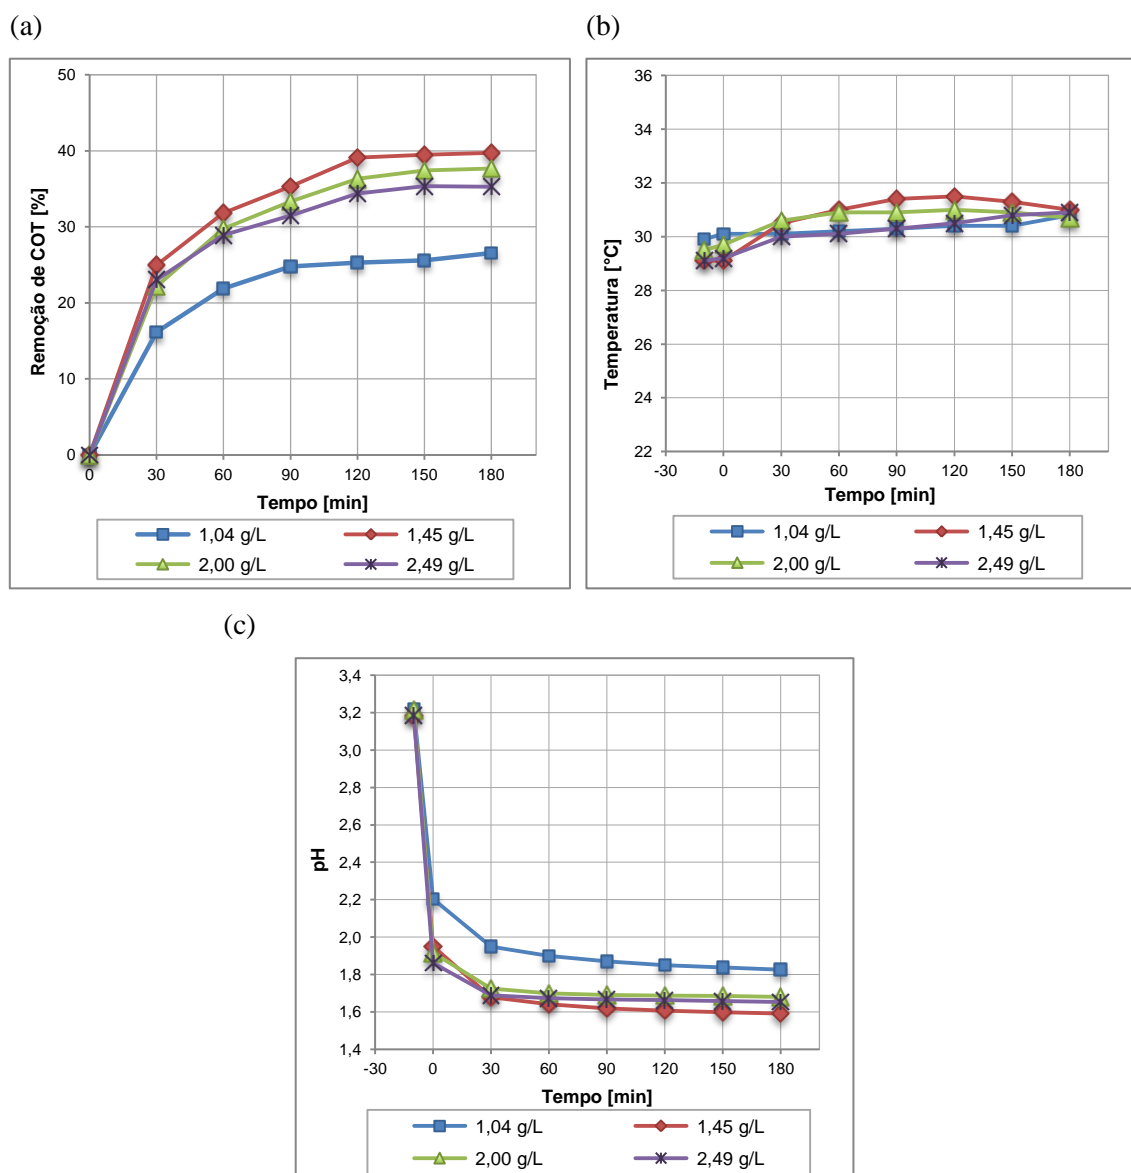 (a)
(b)
50
40
30
20
10
0
Remoção de COT [%]
0 30 60 90 120 150 180
Tempo [min]
1,04 g/L 1,45 g/L
2,00 g/L 2,49 g/L
36
34
32
30
28
26
24
22
Temperatura [°C]
-30 0 30 60 90 120 150 180
Tempo [min]
1,04 g/L 1,45 g/L
2,00 g/L 2,49 g/L
(c)
3,4
3,2
3,0
2,8
2,6
2,4
2,2
2,0
1,8
1,6
1,4
pH
-30 0 30 60 90 120 150 180
Tempo [min]
1,04 g/L 1,45 g/L
2,00 g/L 2,49 g/L